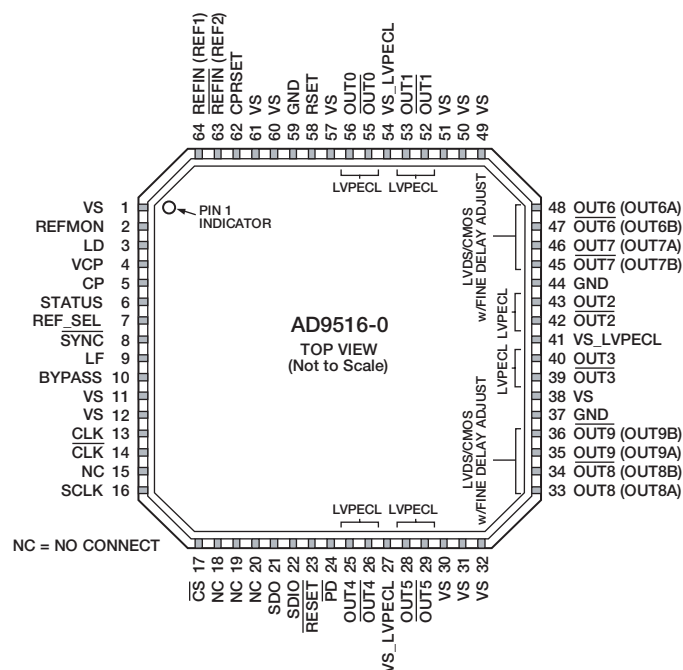 64 REFIN (REF1)
63 REFIN (REF2)
62 CPRSET
61 VS
60 VS
59 GND
58 RSET
57 VS
56 OUT0
55 OUT0
54 VS_LVPECL
53 OUT1
52 OUT1
51 VS
50 VS
49 VS
LVPECL LVPECL
VS 1
REFMON 2
LD 3
VCP 4
CP 5
STATUS 6
REF_SEL 7
SYNC 8
LF 9
BYPASS 10
VS 11
VS 12
CLK 13
CLK 14
NC 15
SCLK 16
PIN 1
INDICATOR
AD9516-0
TOP VIEW
(Not to Scale)
LVDS/CMOS
w/FINE DELAY ADJUST
LVPECL
LVPECL
LVDS/CMOS
w/FINE DELAY ADJUST
48 OUT6 (OUT6A)
47 OUT6 (OUT6B)
46 OUT7 (OUT7A)
45 OUT7 (OUT7B)
44 GND
43 OUT2
42 OUT2
41 VS_LVPECL
40 OUT3
39 OUT3
38 VS
37 GND
36 OUT9 (OUT9B)
35 OUT9 (OUT9A)
34 OUT8 (OUT8B)
33 OUT8 (OUT8A)
LVPECL LVPECL
NC = NO CONNECT
CS 17
NC 18
NC 19
NC 20
SDO 21
SDIO 22
RESET 23
PD 24
OUT4 25
OUT4 26
VS_LVPECL 27
OUT5 28
OUT5 29
VS 30
VS 31
VS 32